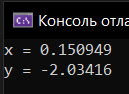 Консоль отла
x = 0.150949
y = -2.03416